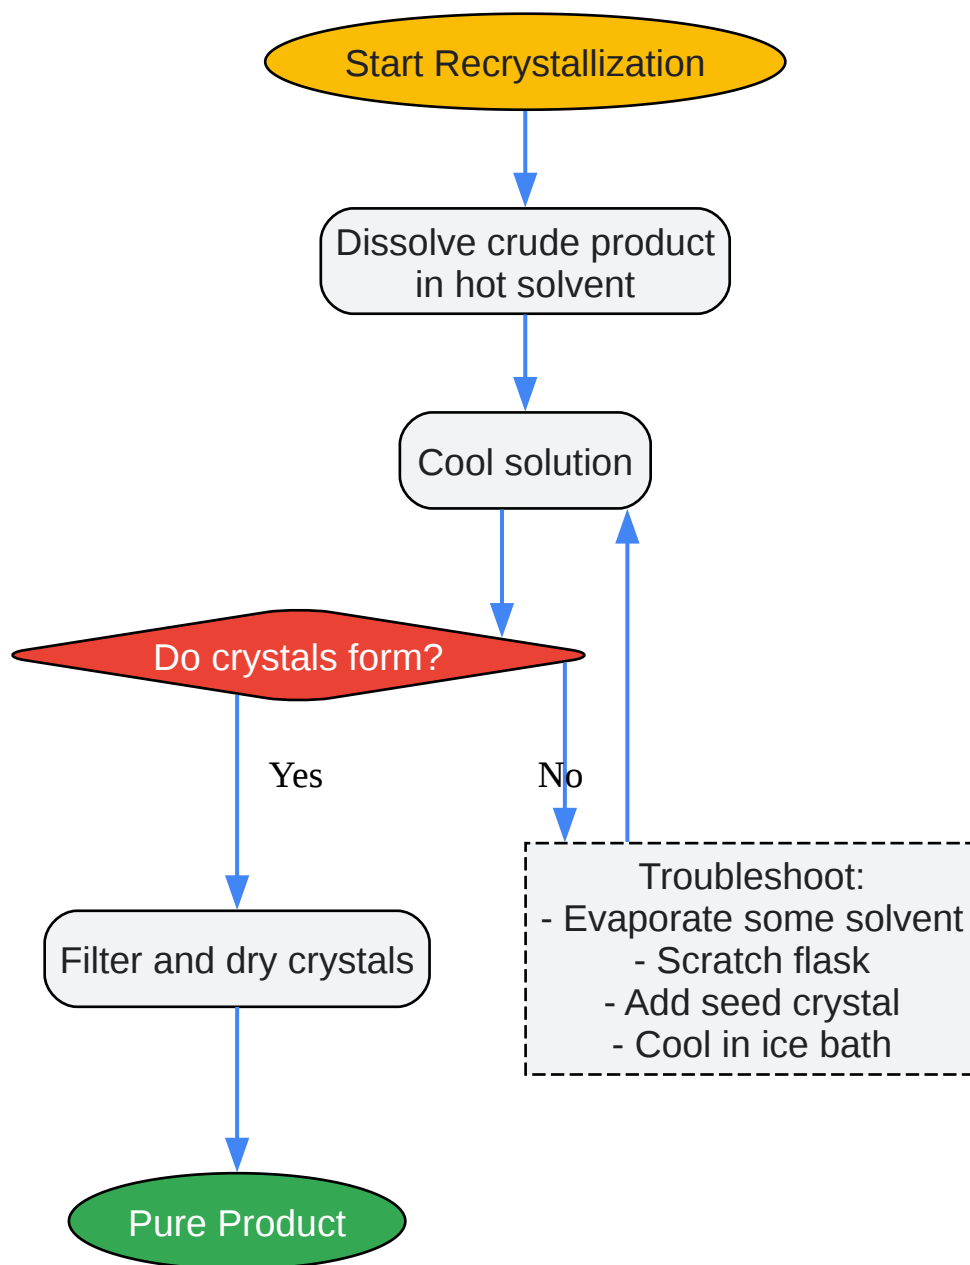 Start Recrystallization
Dissolve crude product
in hot solvent
Cool solution
Do crystals form?
Yes
No
Troubleshoot:
- Evaporate some solvent
- Scratch flask
- Add seed crystal
- Cool in ice bath
Filter and dry crystals
Pure Product